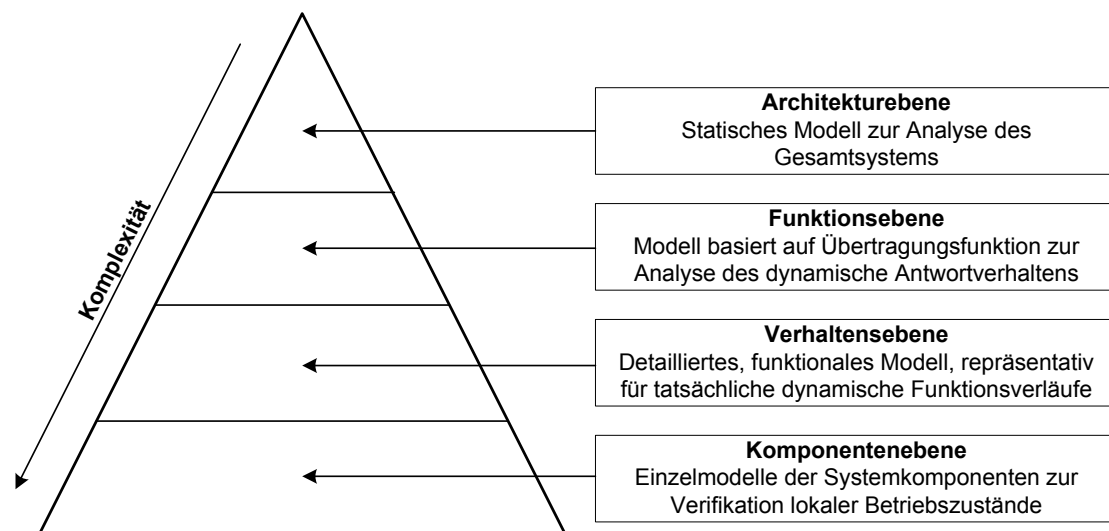 Komplexität
Architekturebene
Statisches Modell zur Analyse des
Gesamtsystems
Funktionsebene
Modell basiert auf Übertragungsfunktion zur
Analyse des dynamische Antwortverhaltens
Verhaltensebene
Detailliertes, funktionales Modell, repräsentativ
für tatsächliche dynamische Funktionsverläufe
Komponentenebene
Einzelmodelle der Systemkomponenten zur
Verifikation lokaler Betriebszustände